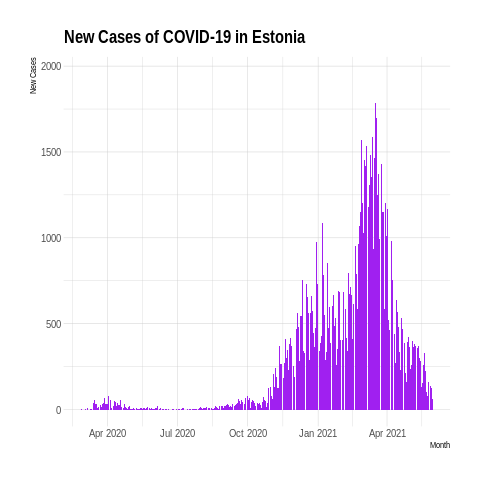 New Cases of COVID-19 in Estonia
New Cases
2000
1500
1000
500
0
Apr 2020 Jul 2020 Oct 2020 Jan 2021 Apr 2021
Month